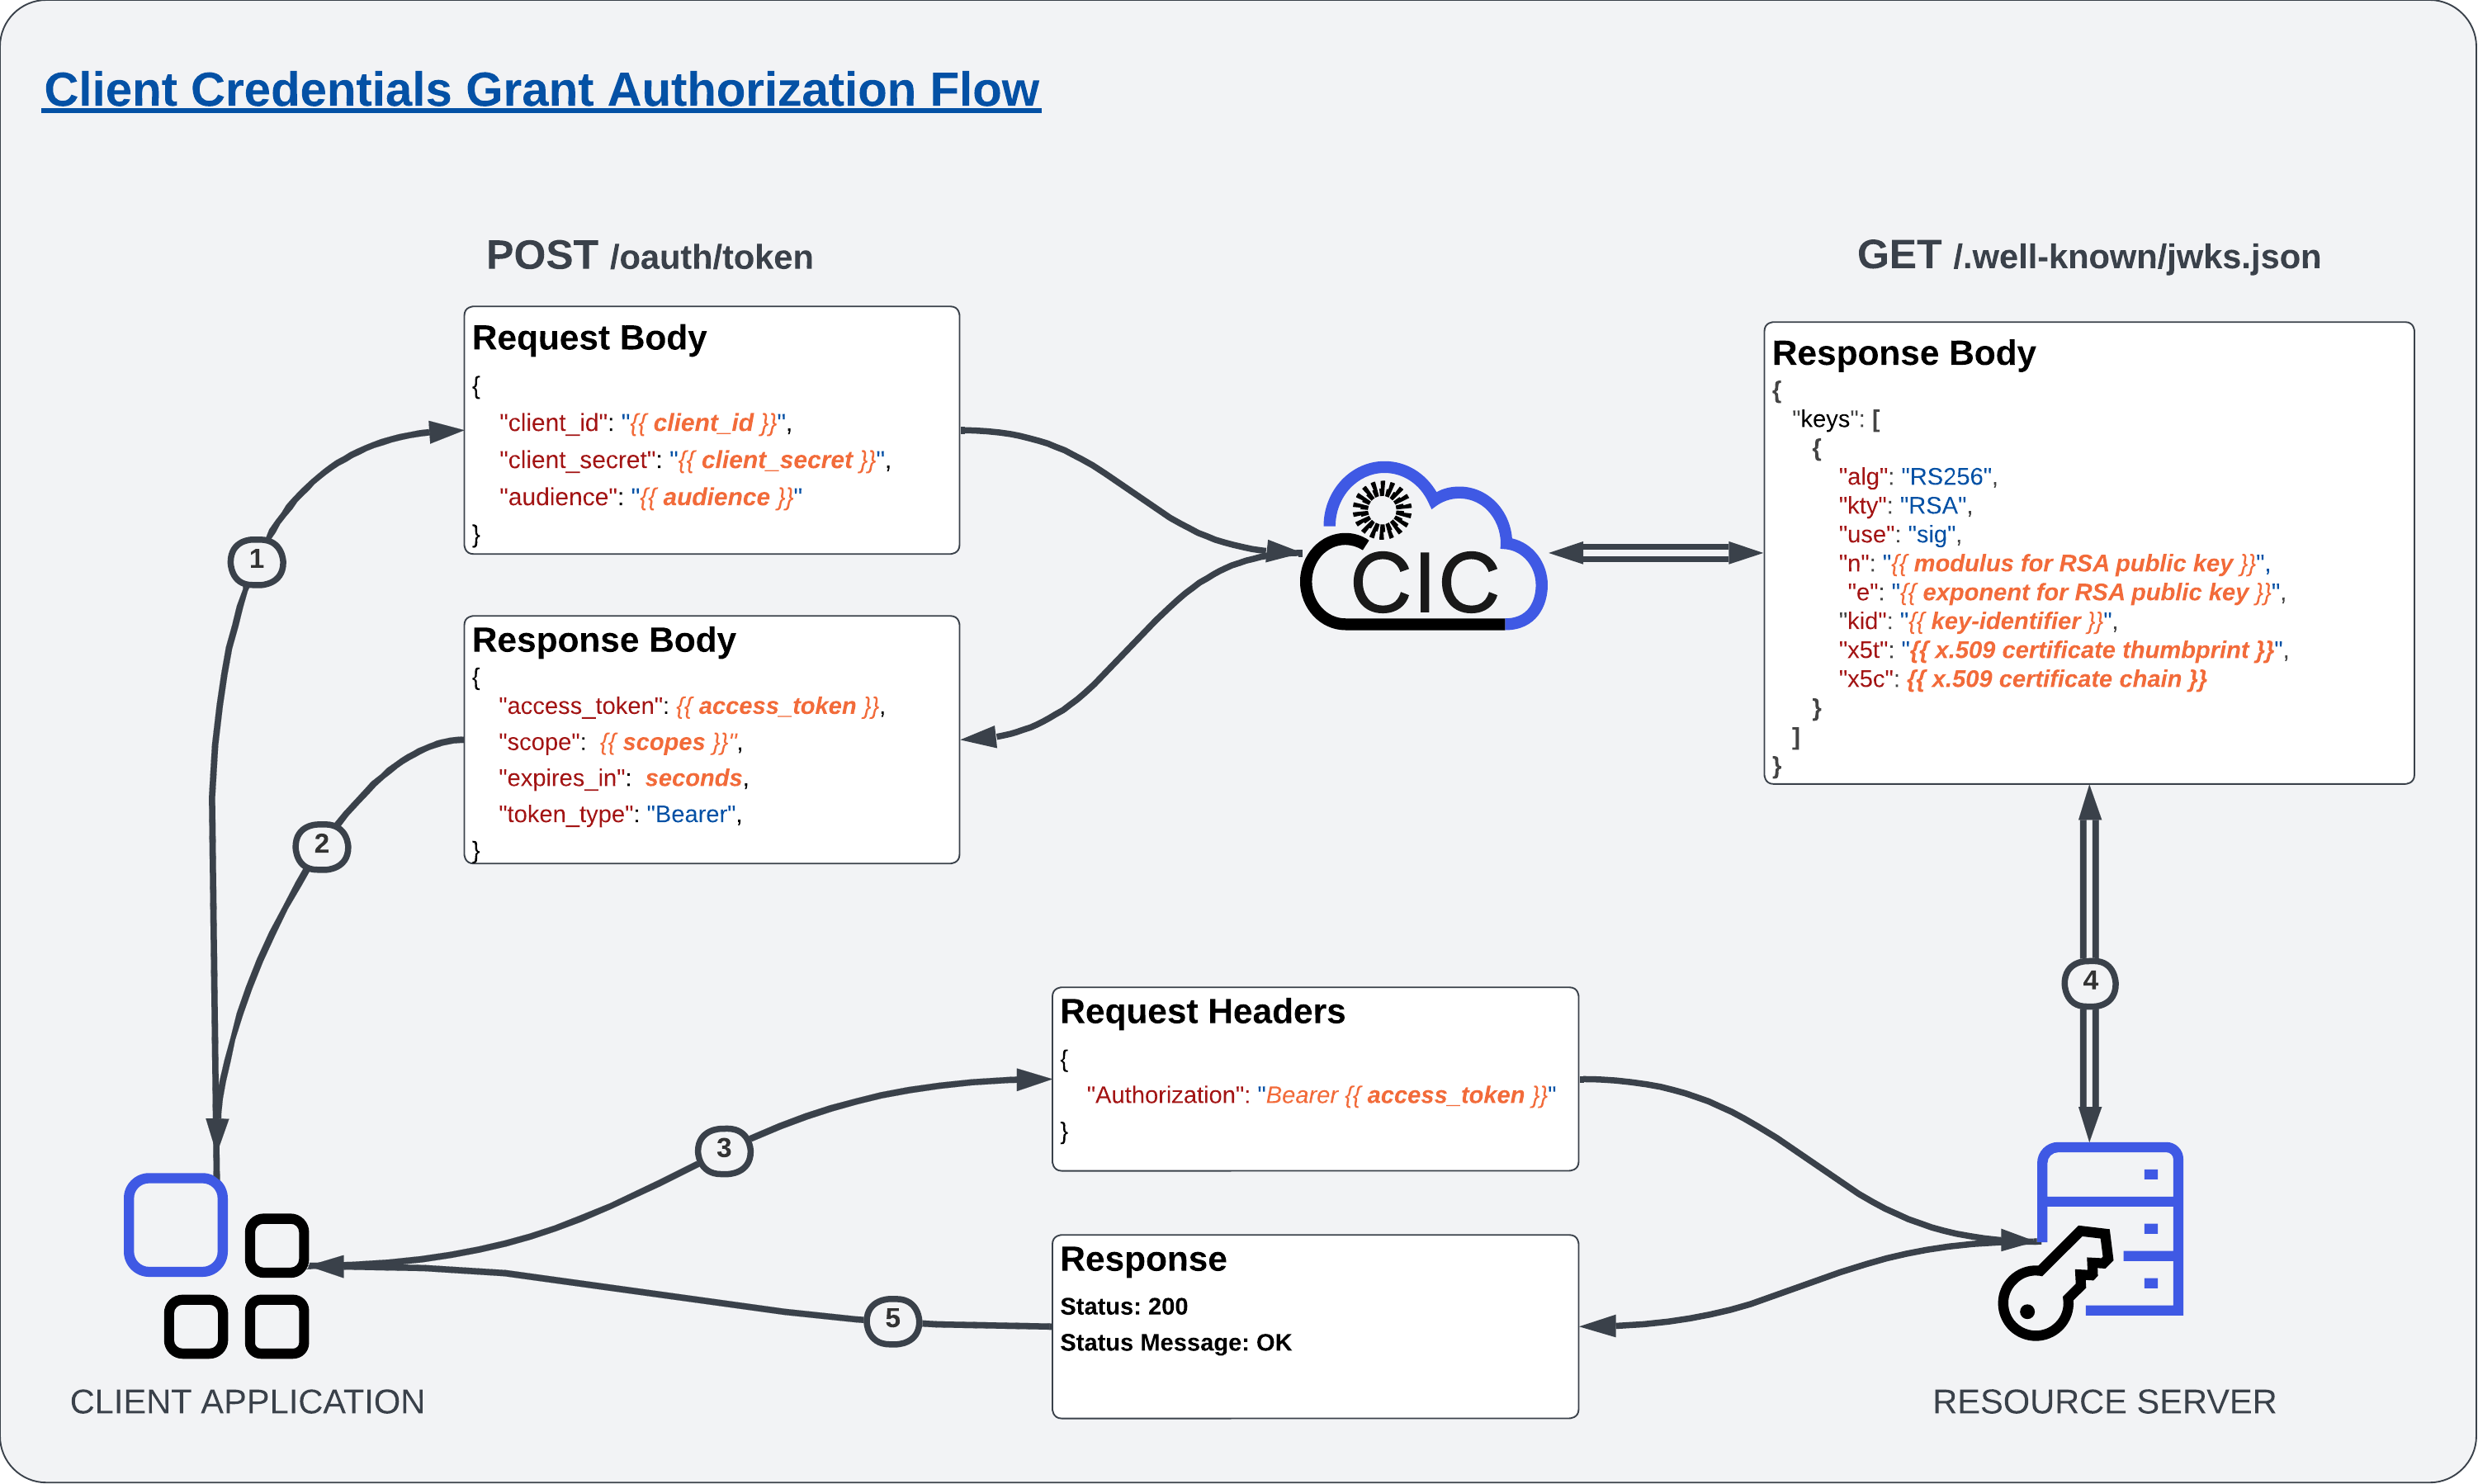 Client Credentials Grant Authorization Flow
POST /oauth/token
Request Body
{
"client_id": "{{ client_id }}",
"client_secret": "{{ client_secret }}",
"audience": "{{ audience }}"
}
Response Body
{
"access_token": {{ access_token }},
"scope": {{ scopes }}",
"expires_in": seconds,
"token_type": "Bearer",
}
CIC
GET /.well-known/jwks.json
Response Body
{
"keys": [
{
"alg": "RS256",
"kty": "RSA",
"use": "sig",
"n": "{{ modulus for RSA public key }}",
"e": "{{ exponent for RSA public key }}",
"kid": "{{ key-identifier }}",
"x5t": "{{ x.509 certificate thumbprint }}",
"x5c": {{ x.509 certificate chain }}
}
]
}
1
2
3
4
5
Request Headers
{
"Authorization": "Bearer {{ access_token }}"
}
Response
Status: 200
Status Message: OK
CLIENT APPLICATION
RESOURCE SERVER